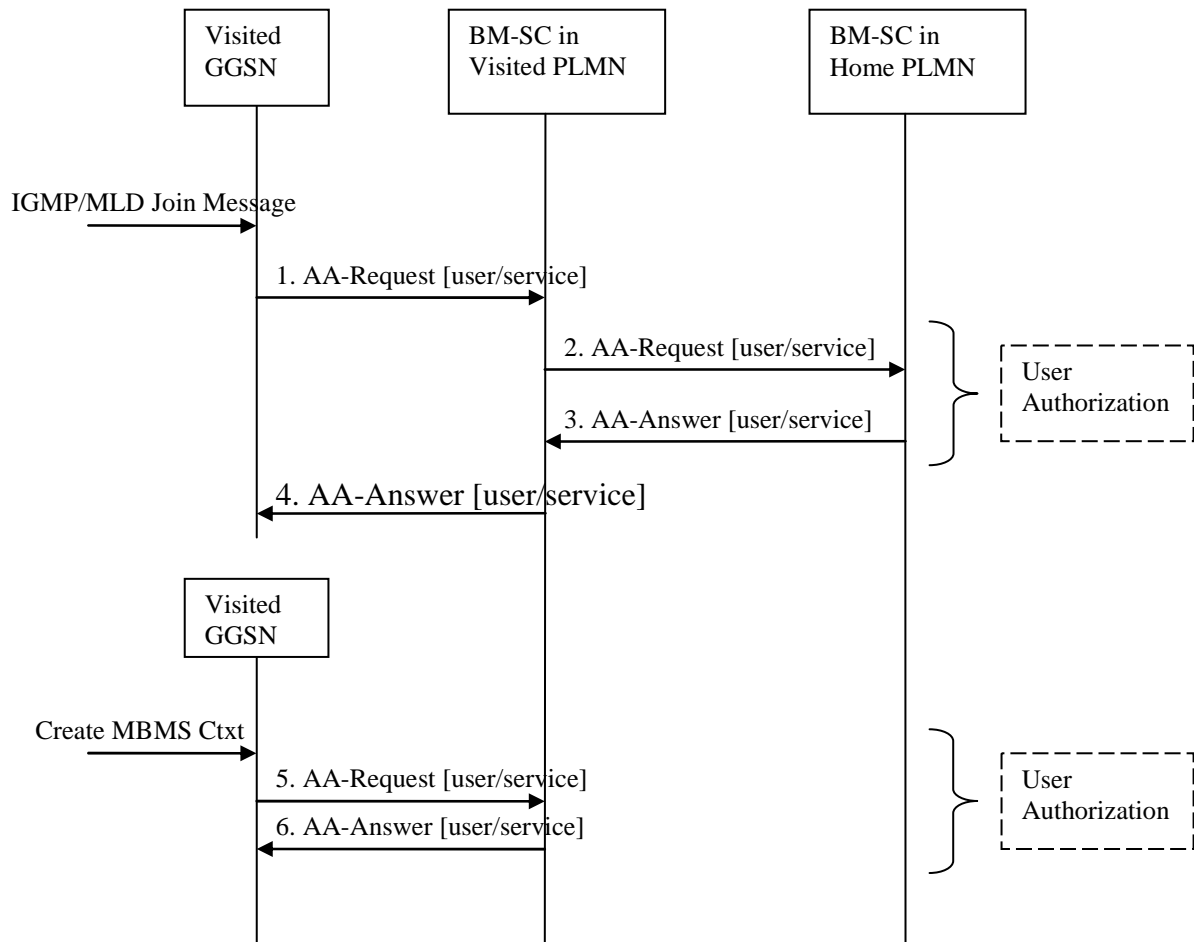 Visited
GGSN
BM-SC in
Visited PLMN
BM-SC in
Home PLMN
IGMP/MLD Join Message
1. AA-Request [user/service]
2. AA-Request [user/service]
3. AA-Answer [user/service]
User
Authorization
4. AA-Answer [user/service]
Visited
GGSN
Create MBMS Ctxt
5. AA-Request [user/service]
6. AA-Answer [user/service]
User
Authorization